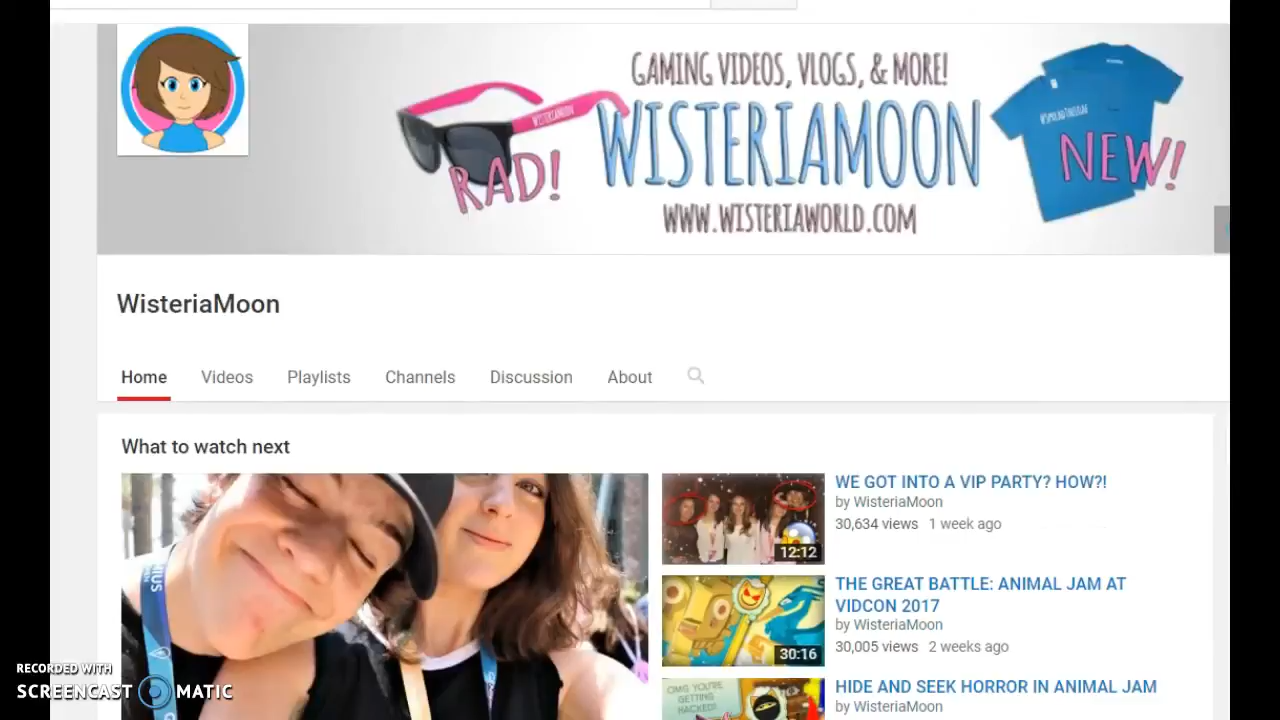 GAMING VIDEOS, VLOGS, & MORE!
WISTERIAMOON
WISTERIAMOON
RAD!
NEW!
WWW.WISTERIAWORLD.COM
WisteriaMoon
Home Videos Playlists Channels Discussion About
What to watch next
WE GOT INTO A VIP PARTY? HOW?!
by WisteriaMoon
30,634 views 1 week ago
12:12
THE GREAT BATTLE: ANIMAL JAM AT
VIDCON 2017
by WisteriaMoon
30,005 views 2 weeks ago
30:16
HIDE AND SEEK HORROR IN ANIMAL JAM
by WisteriaMoon
OMG YOU'RE
GETTING
HACKED!
RECORDED WITH
SCREENCAST MATIC